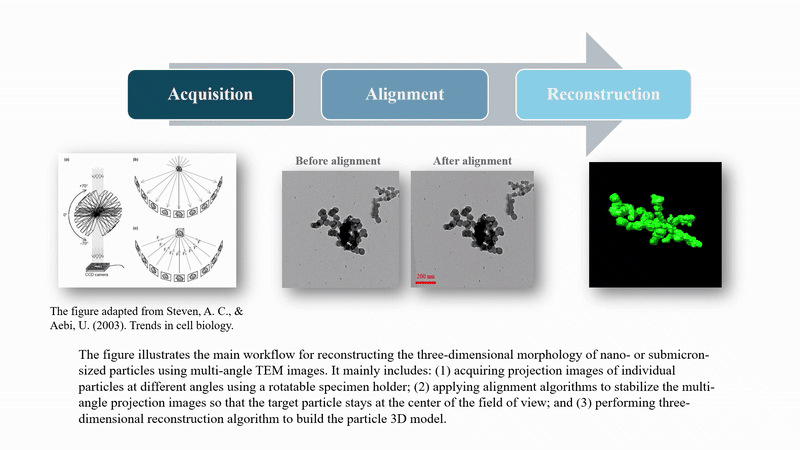 Acquisition
Alignment
Reconstruction
Before alignment
After alignment
(a)
+70°
0°
-70°
CCD camera
(b)
(c)
200 nm
The figure adapted from Steven, A. C., &
Aebi, U. (2003). Trends in cell biology.
The figure illustrates the main workflow for reconstructing the three-dimensional morphology of nano- or submicron-
sized particles using multi-angle TEM images. It mainly includes: (1) acquiring projection images of individual
particles at different angles using a rotatable specimen holder; (2) applying alignment algorithms to stabilize the multi-
angle projection images so that the target particle stays at the center of the field of view; and (3) performing three-
dimensional reconstruction algorithm to build the particle 3D model.